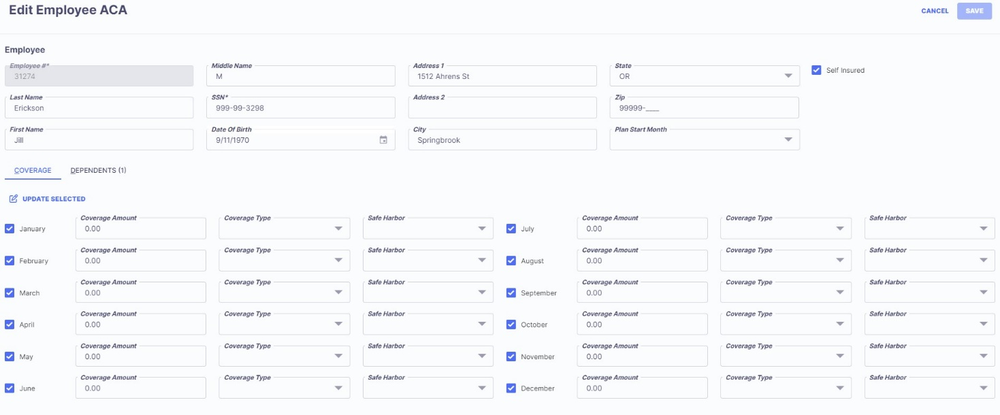 Edit Employee ACA
CANCEL SAVE
Employee
Employee #* Middle Name Address 1 State
31274 M 1512 Ahrens St OR Self Insured
Last Name SSN* Address 2 Zip
Erickson 999-99-3298 99999-____
First Name Date Of Birth City Plan Start Month
Jill 9/11/1970 Springbrook
COVERAGE DEPENDENTS (1)
UPDATE SELECTED
Coverage Amount Coverage Type Safe Harbor Coverage Amount Coverage Type Safe Harbor
January 0.00 July 0.00
Coverage Amount Coverage Type Safe Harbor Coverage Amount Coverage Type Safe Harbor
February 0.00 August 0.00
Coverage Amount Coverage Type Safe Harbor Coverage Amount Coverage Type Safe Harbor
March 0.00 September 0.00
Coverage Amount Coverage Type Safe Harbor Coverage Amount Coverage Type Safe Harbor
April 0.00 October 0.00
Coverage Amount Coverage Type Safe Harbor Coverage Amount Coverage Type Safe Harbor
May 0.00 November 0.00
Coverage Amount Coverage Type Safe Harbor Coverage Amount Coverage Type Safe Harbor
June 0.00 December 0.00